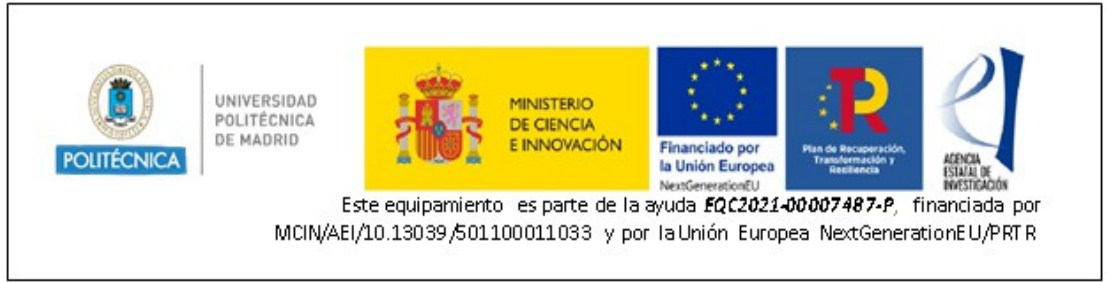 POLITÉCNICA
UNIVERSIDAD
POLITÉCNICA
DE MADRID
MINISTERIO
DE CIENCIA
E INNOVACIÓN
Financiado por
la Unión Europea
NextGenerationEU
Plan de Recuperación,
Transformación y
Resiliencia
AGENCIA
ESTATAL DE
INVESTIGACIÓN
Este equipamiento es parte de la ayuda EQC2021-00007487-P, financiada por
MCIN/AEI/10.13039/501100011033 y por la Unión Europea NextGenerationEU/PRTR